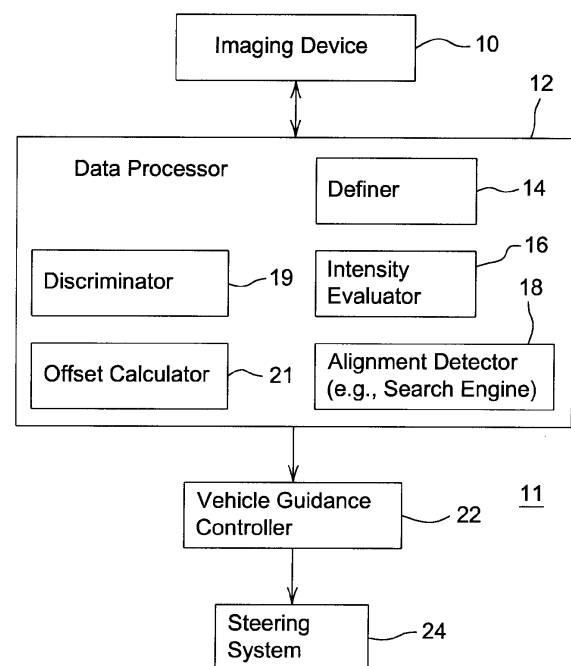 Imaging Device
10
12
Data Processor
Definer
14
Discriminator
19
Intensity
Evaluator
16
18
Offset Calculator
21
Alignment Detector
(e.g., Search Engine)
Vehicle Guidance
Controller
22
11
Steering
System
24